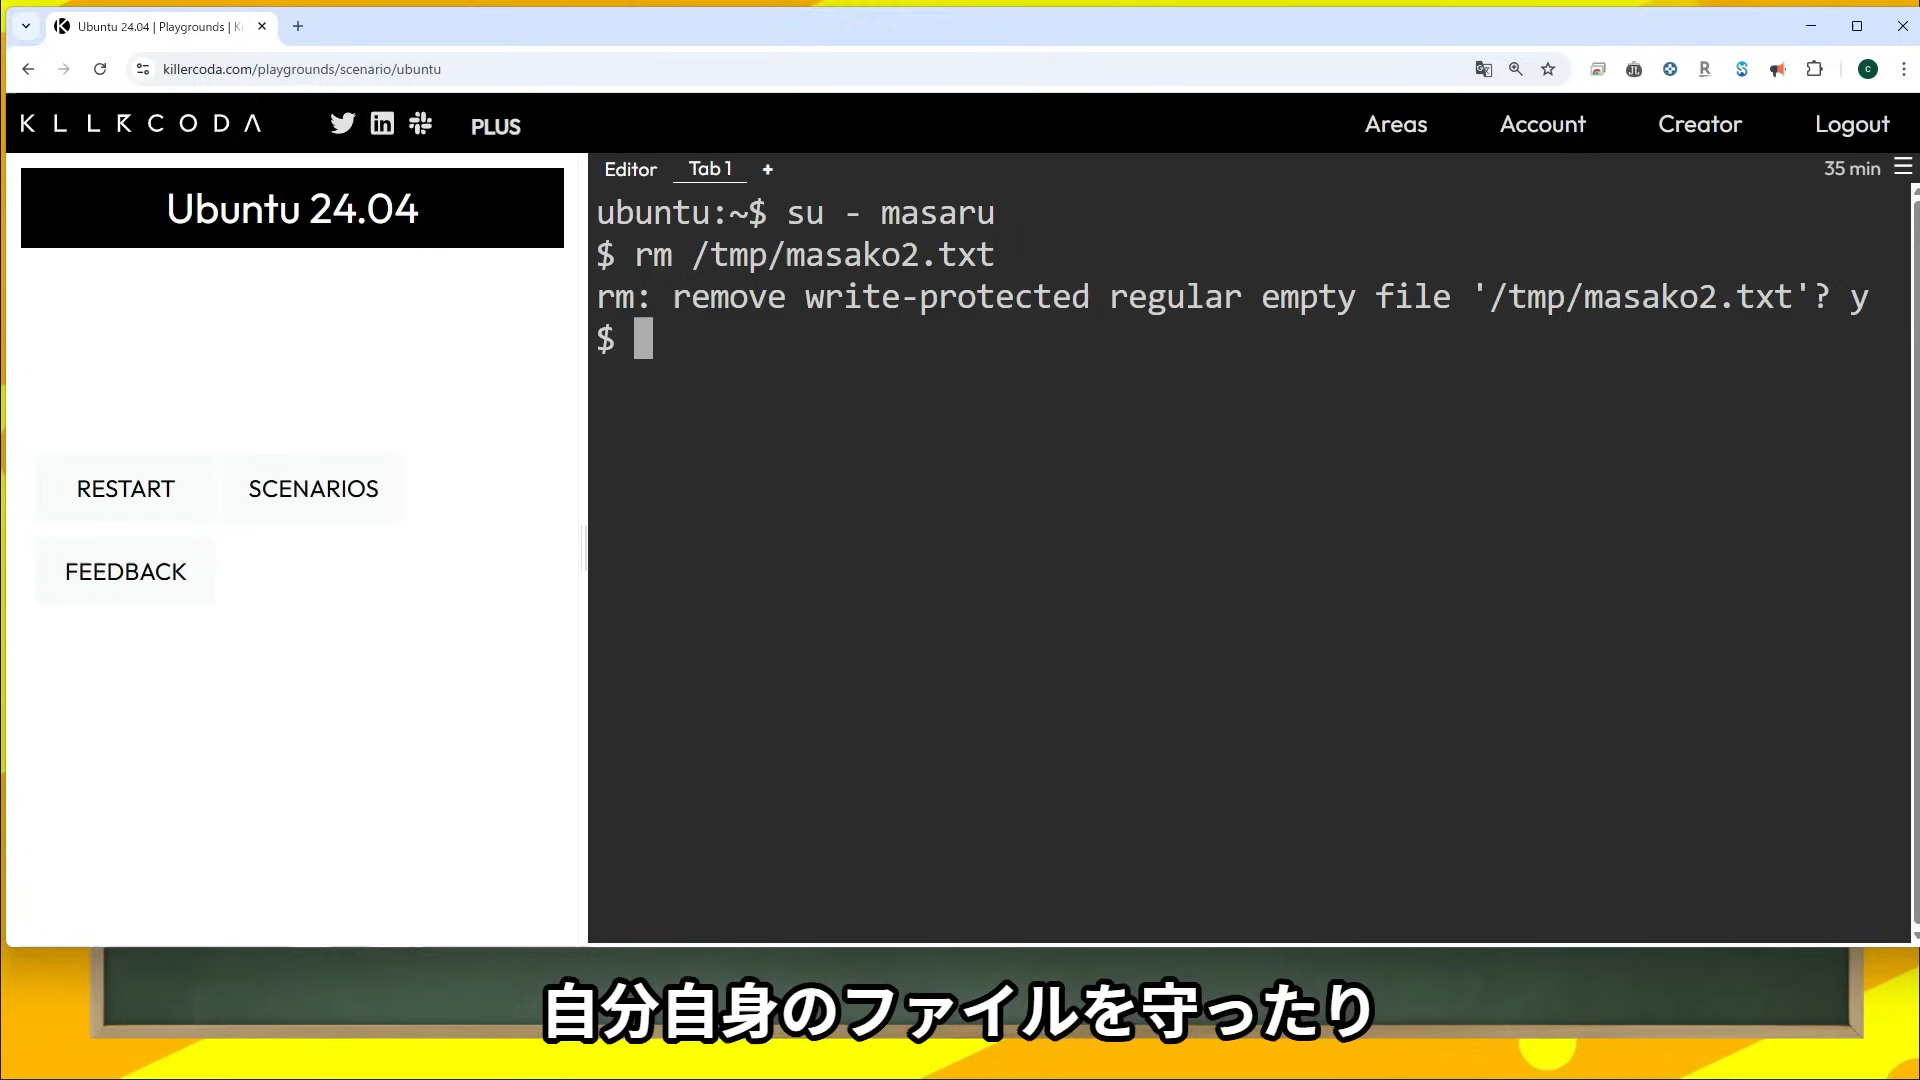 Ubuntu 24.04 | Playgrounds | Ki
killercoda.com/playgrounds/scenario/ubuntu
KLLRCODA
PLUS
Areas
Account
Creator
Logout
Ubuntu 24.04
RESTART
SCENARIOS
FEEDBACK
Editor
Tab 1
+
35 min
ubuntu:~$ su - masaru
$ rm /tmp/masako2.txt
rm: remove write-protected regular empty file '/tmp/masako2.txt'? y
$
自分自身のファイルを守ったり